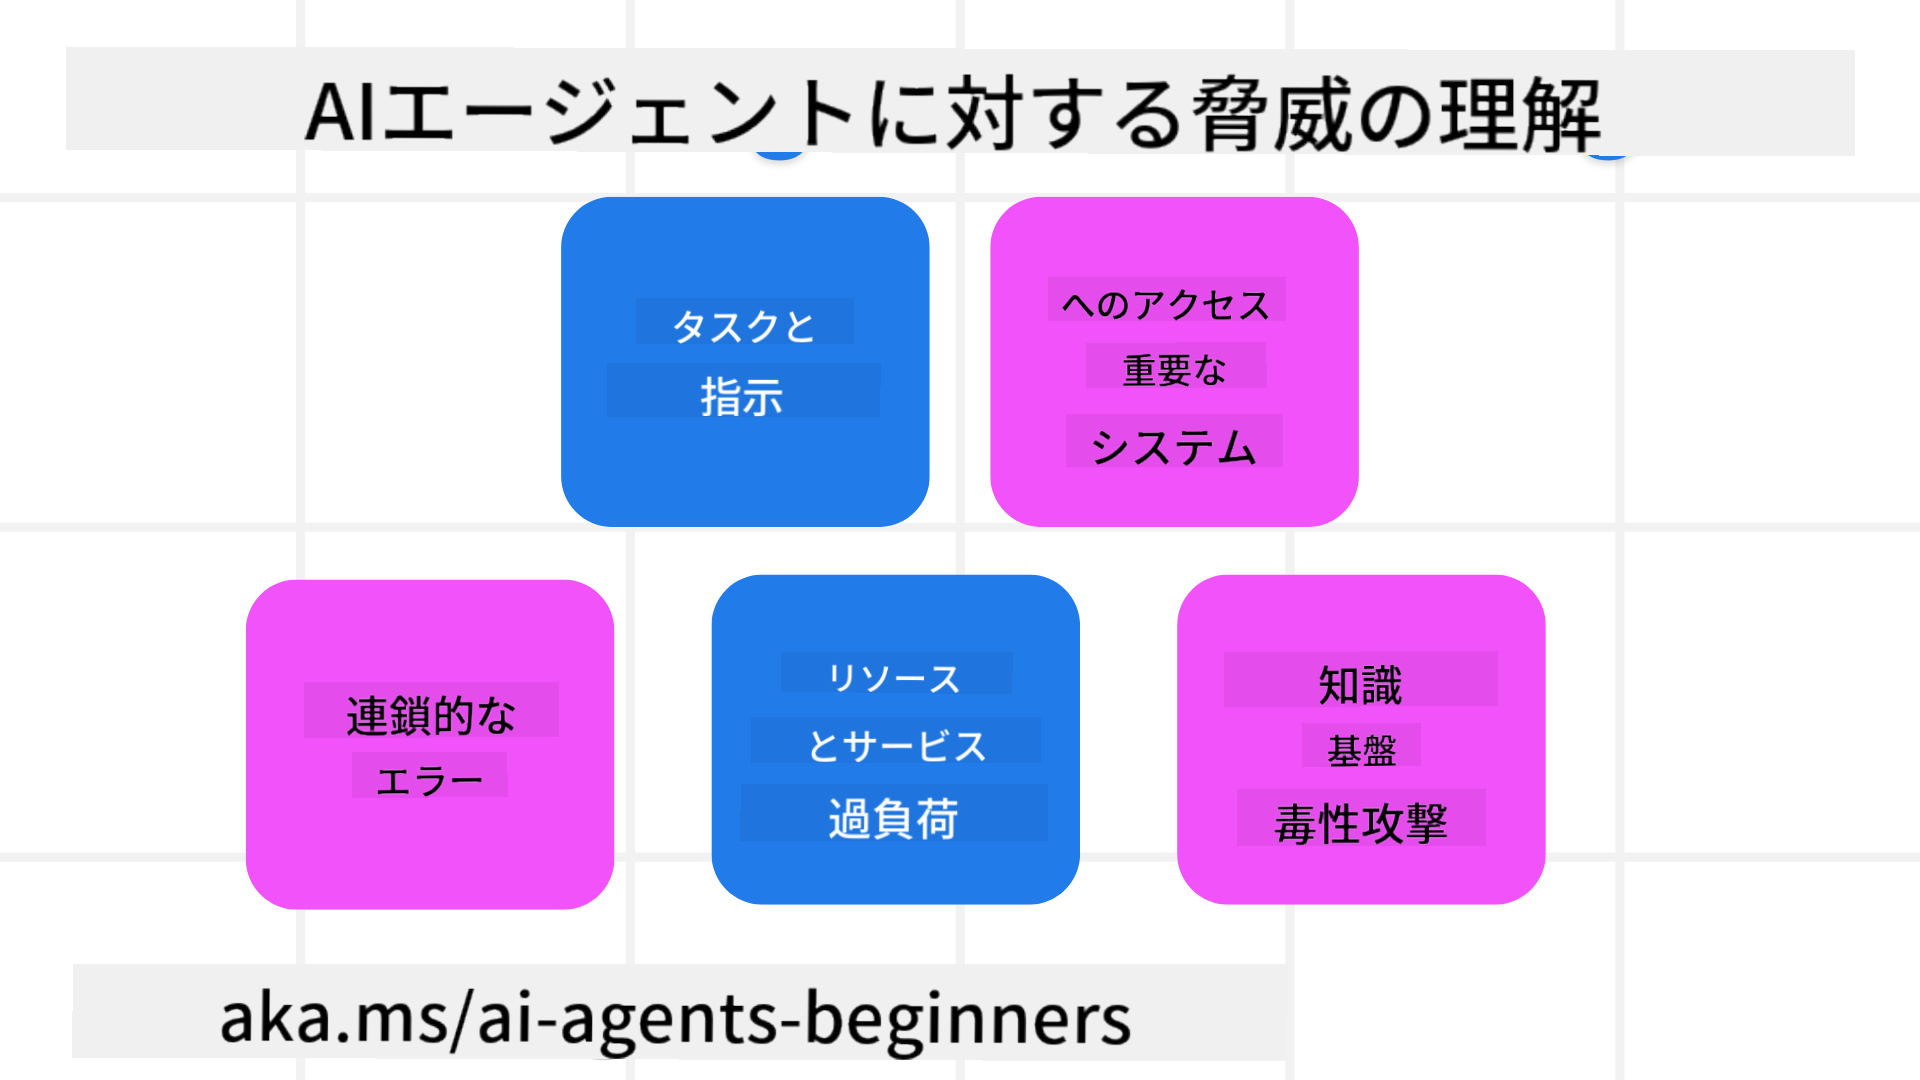 AIエージェントに対する脅威の理解
タスクと
指示
へのアクセス
重要な
システム
連鎖的な
エラー
リソース
とサービス
過負荷
知識
基盤
毒性攻撃
aka.ms/ai-agents-beginners